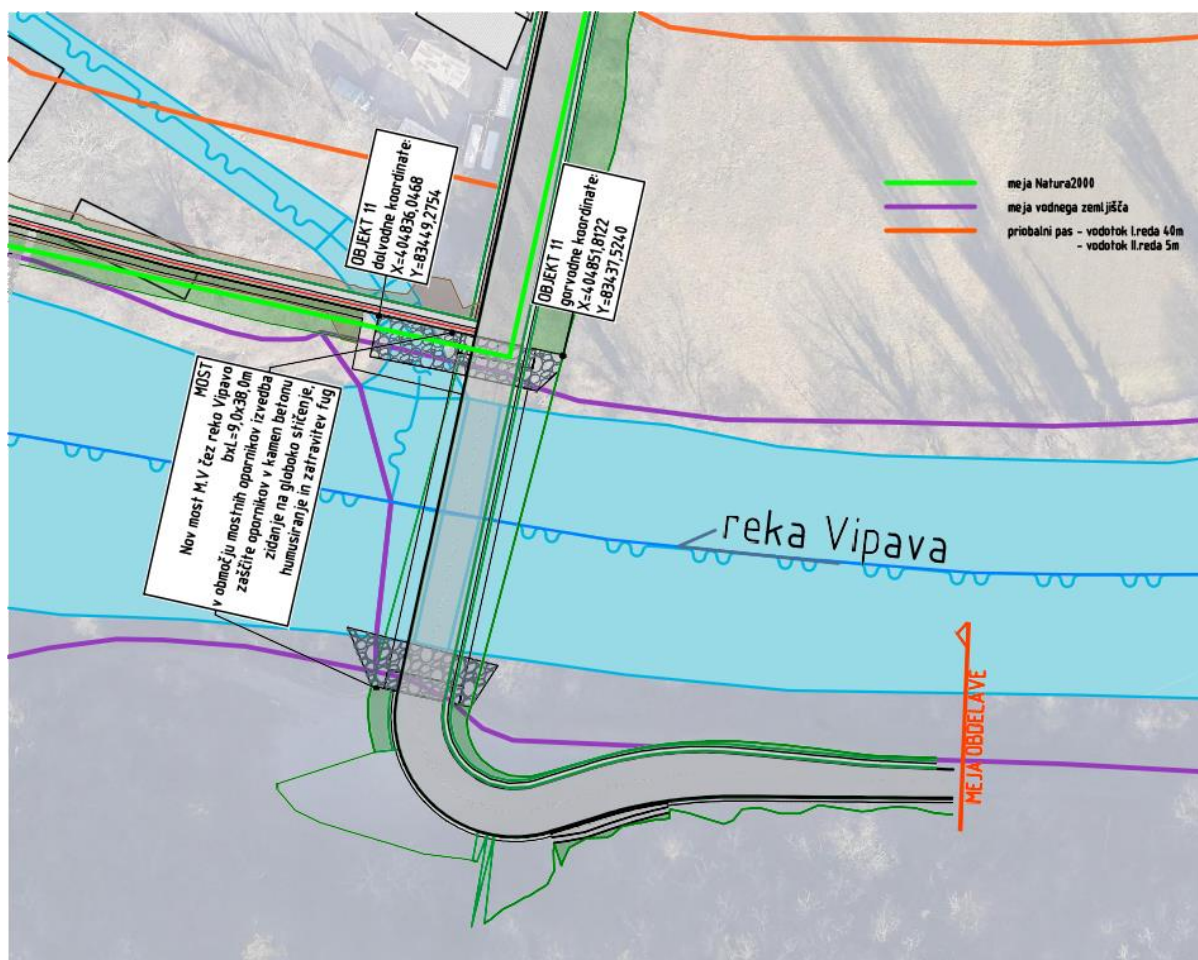 OBJEKT 11
dolvodne koordinate:
X=404836,0468
Y=83449,2754
OBJEKT 11
gorvodne koordinate:
X=404851,8122
Y=83437,5240
meja Natura2000
meja vodnega zemljišča
priobalni pas - vodotok I.reda 40m
- vodotok II.reda 5m
MOST
Nov most M.V čez reko Vipavo
bxL=9,0x38,0m
v območju mostnih opornikov izvedba
zaščite opornikov v kamen betonu
zidanje na globoko stičenje,
humusiranje in zatravitev fug
reka Vipava
MEJA OBDELAVE